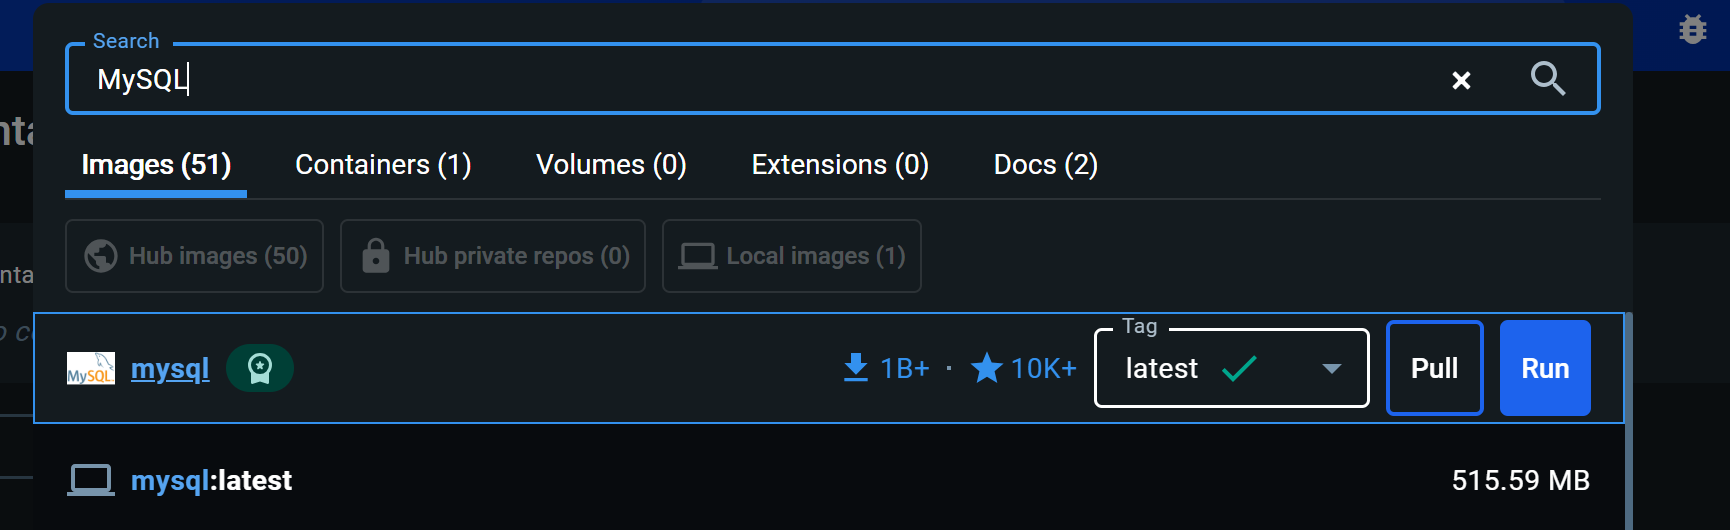 Search
MySQL
Images (51) Containers (1) Volumes (0) Extensions (0) Docs (2)
Hub images (50) Hub private repos (0) Local images (1)
MySQL mysql 1B+ · 10K+ Tag latest Pull Run
mysql:latest 515.59 MB